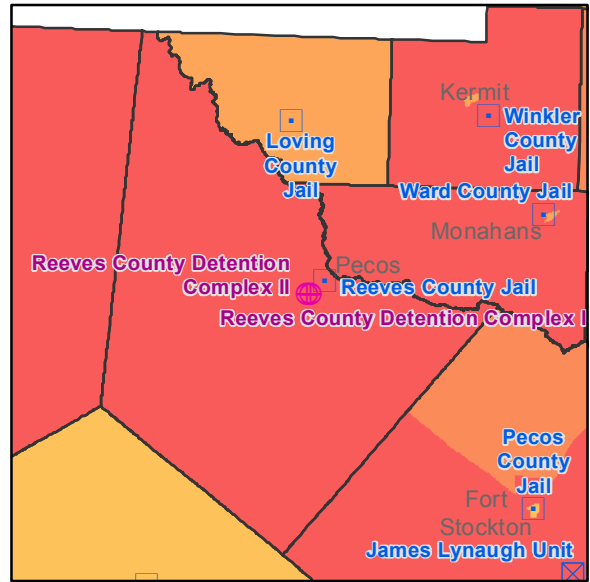 Kermit
Winkler
County
Jail
Loving
County
Jail
Ward County Jail
Monahans
Reeves County Detention
Complex II
Pecos
Reeves County Jail
Reeves County Detention Complex I
Pecos
County
Jail
Fort
Stockton
James Lynaugh Unit